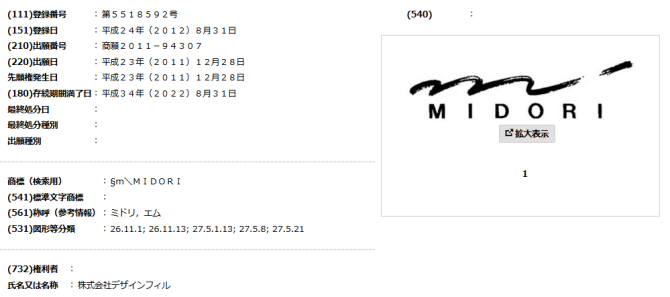 (111)登録番号 : 第5518592号
(151)登録日 : 平成24年（2012）8月31日
(210)出願番号 : 商願2011－94307
(220)出願日 : 平成23年（2011）12月28日
先願権発生日 : 平成23年（2011）12月28日
(180)存続期間満了日 : 平成34年（2022）8月31日
最終処分日 :
最終処分種別 :
出願種別 :
商標（検索用） : §m＼ＭＩＤＯＲＩ
(541)標準文字商標 :
(561)称呼（参考情報） : ミドリ，エム
(531)図形等分類 : 26.11.1; 26.11.13; 27.5.1.13; 27.5.8; 27.5.21
(732)権利者 :
氏名又は名称 : 株式会社デザインフィル
(540) :
MIDORI
拡大表示
1